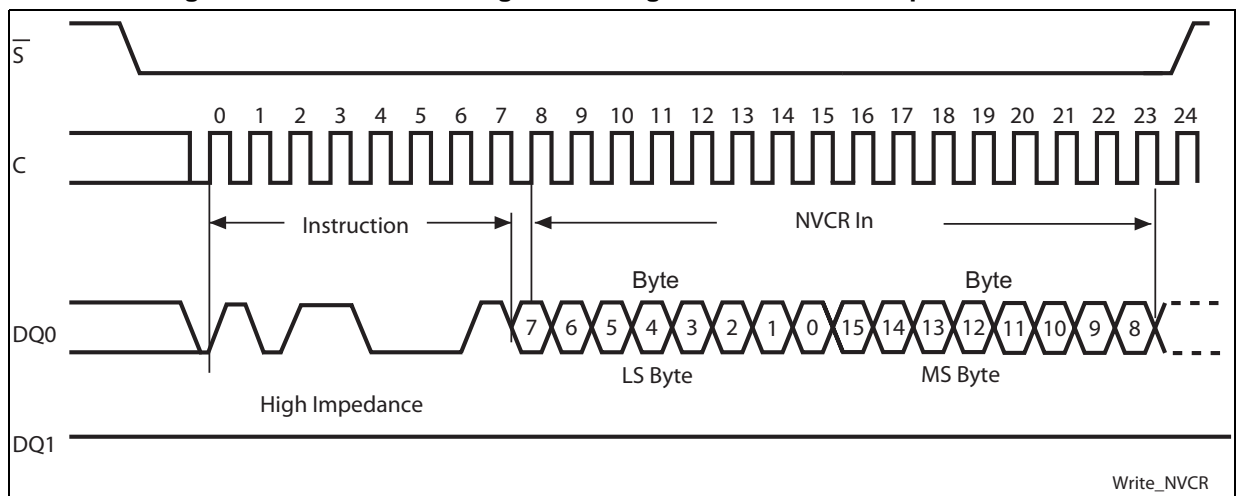 S
0 1 2 3 4 5 6 7 8 9 10 11 12 13 14 15 16 17 18 19 20 21 22 23 24
C
Instruction NVCR In
Byte Byte
DQ0 7 6 5 4 3 2 1 0 15 14 13 12 11 10 9 8
LS Byte MS Byte
High Impedance
DQ1
Write_NVCR